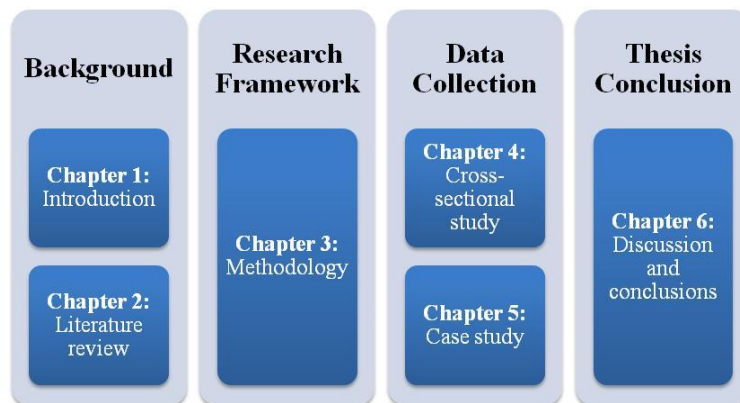 Background
Chapter 1:
Introduction
Chapter 2:
Literature
review
Research
Framework
Chapter 3:
Methodology
Data
Collection
Chapter 4:
Cross-
sectional
study
Chapter 5:
Case study
Thesis
Conclusion
Chapter 6:
Discussion
and
conclusions